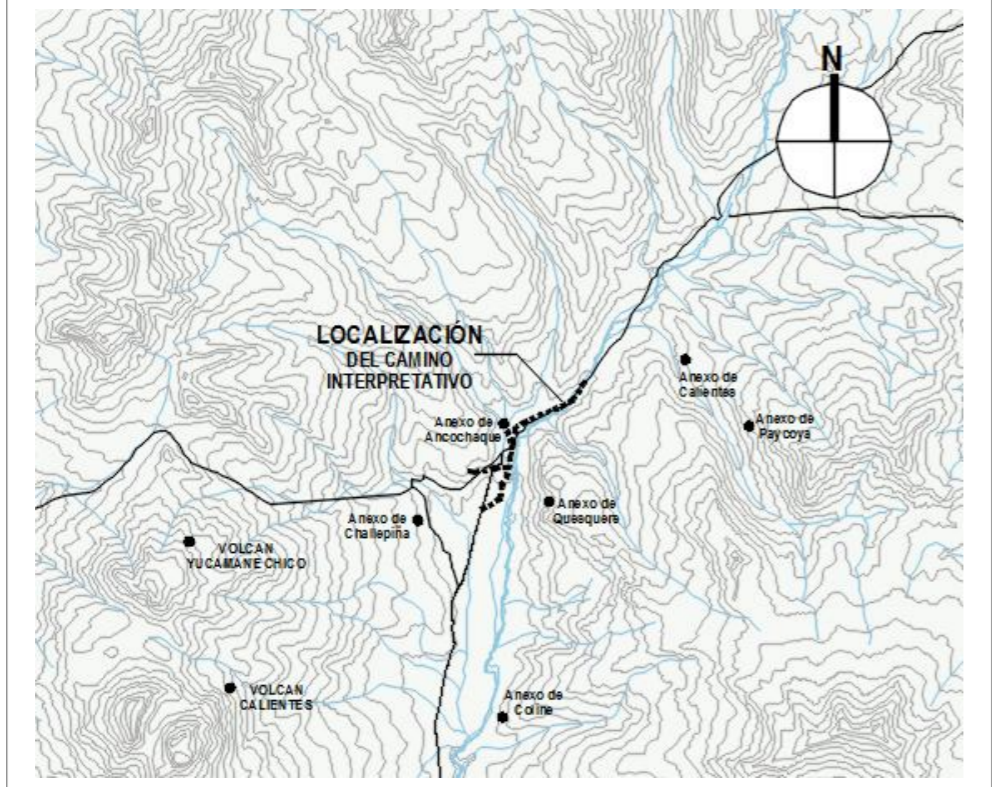 N
LOCALIZACIÓN
DEL CAMINO
INTERPRETATIVO
Anexo de
Calientes
Anexo de
Ancochaque
Anexo de
Paycoya
Anexo de
Quesquere
Anexo de
Challepiña
VOLCAN
YUCAMANE CHICO
VOLCAN
CALIENTES
Anexo de
Coline